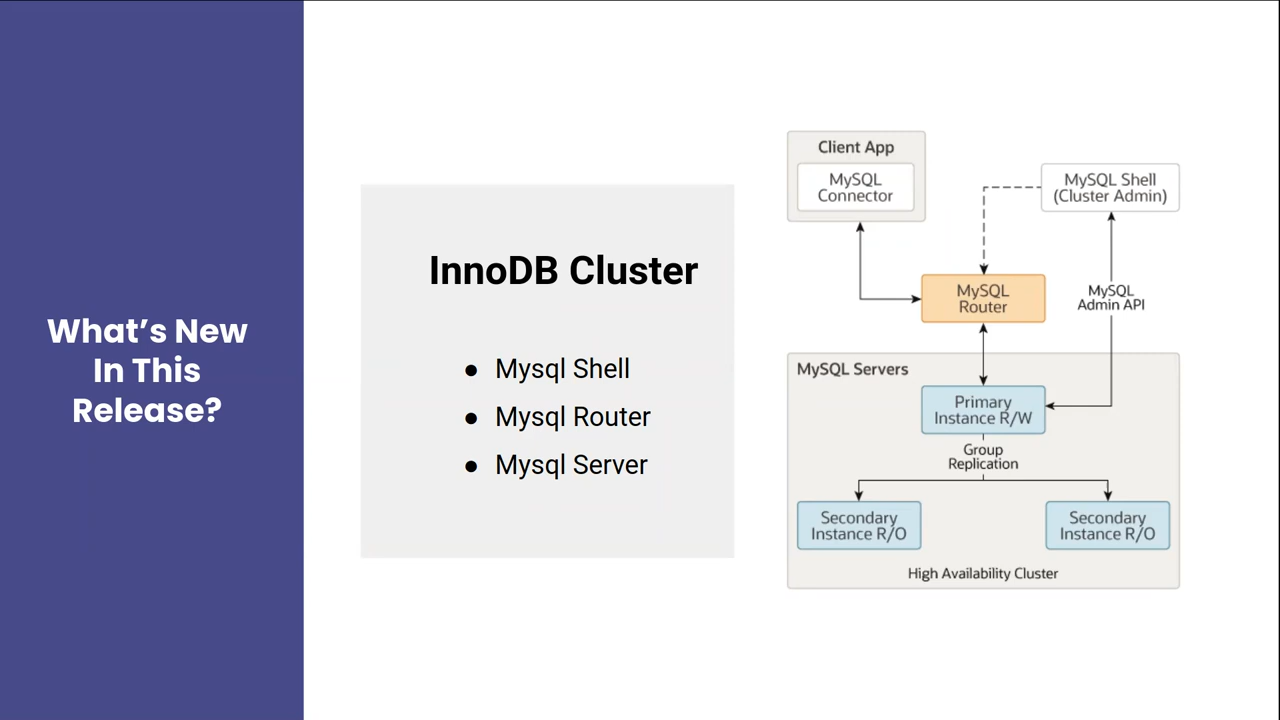 What's New
In This
Release?
InnoDB Cluster
● Mysql Shell
● Mysql Router
● Mysql Server
Client App
MySQL
Connector
MySQL Shell
(Cluster Admin)
MySQL
Router
MySQL
Admin API
MySQL Servers
Primary
Instance R/W
Group
Replication
Secondary
Instance R/O
Secondary
Instance R/O
High Availability Cluster